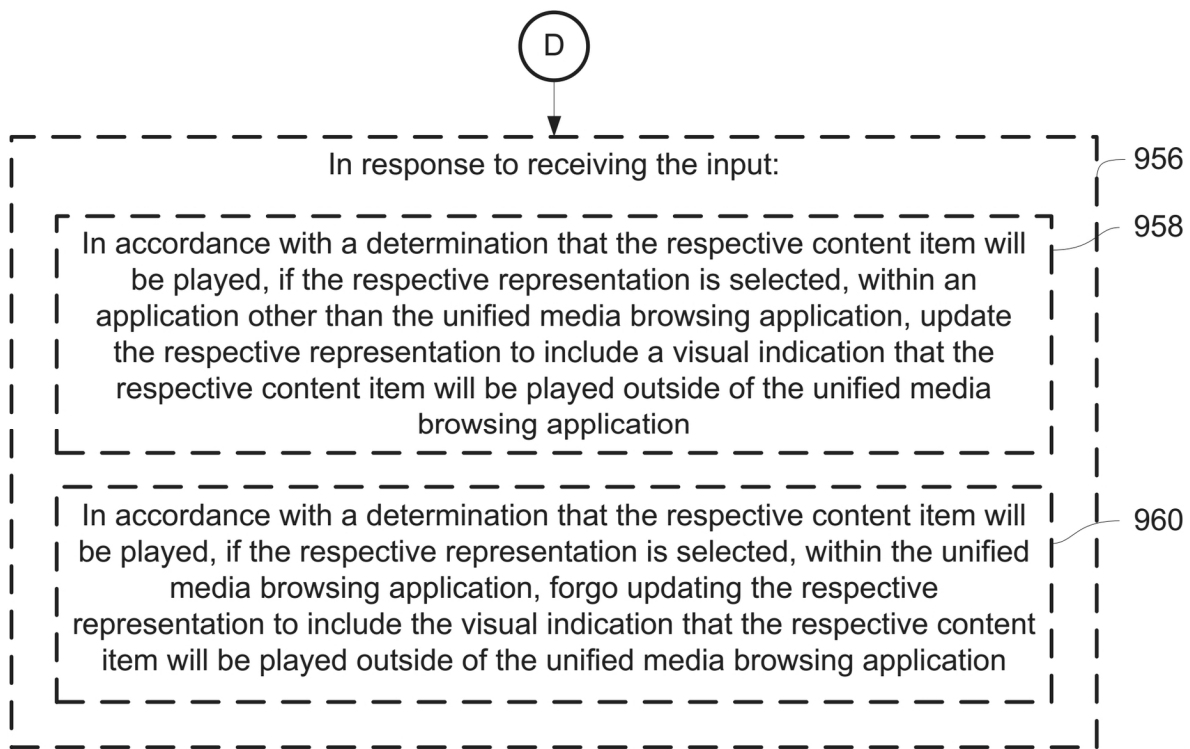 D
In response to receiving the input:
956
958
In accordance with a determination that the respective content item will
be played, if the respective representation is selected, within an
application other than the unified media browsing application, update
the respective representation to include a visual indication that the
respective content item will be played outside of the unified media
browsing application
960
In accordance with a determination that the respective content item will
be played, if the respective representation is selected, within the unified
media browsing application, forgo updating the respective
representation to include the visual indication that the respective content
item will be played outside of the unified media browsing application